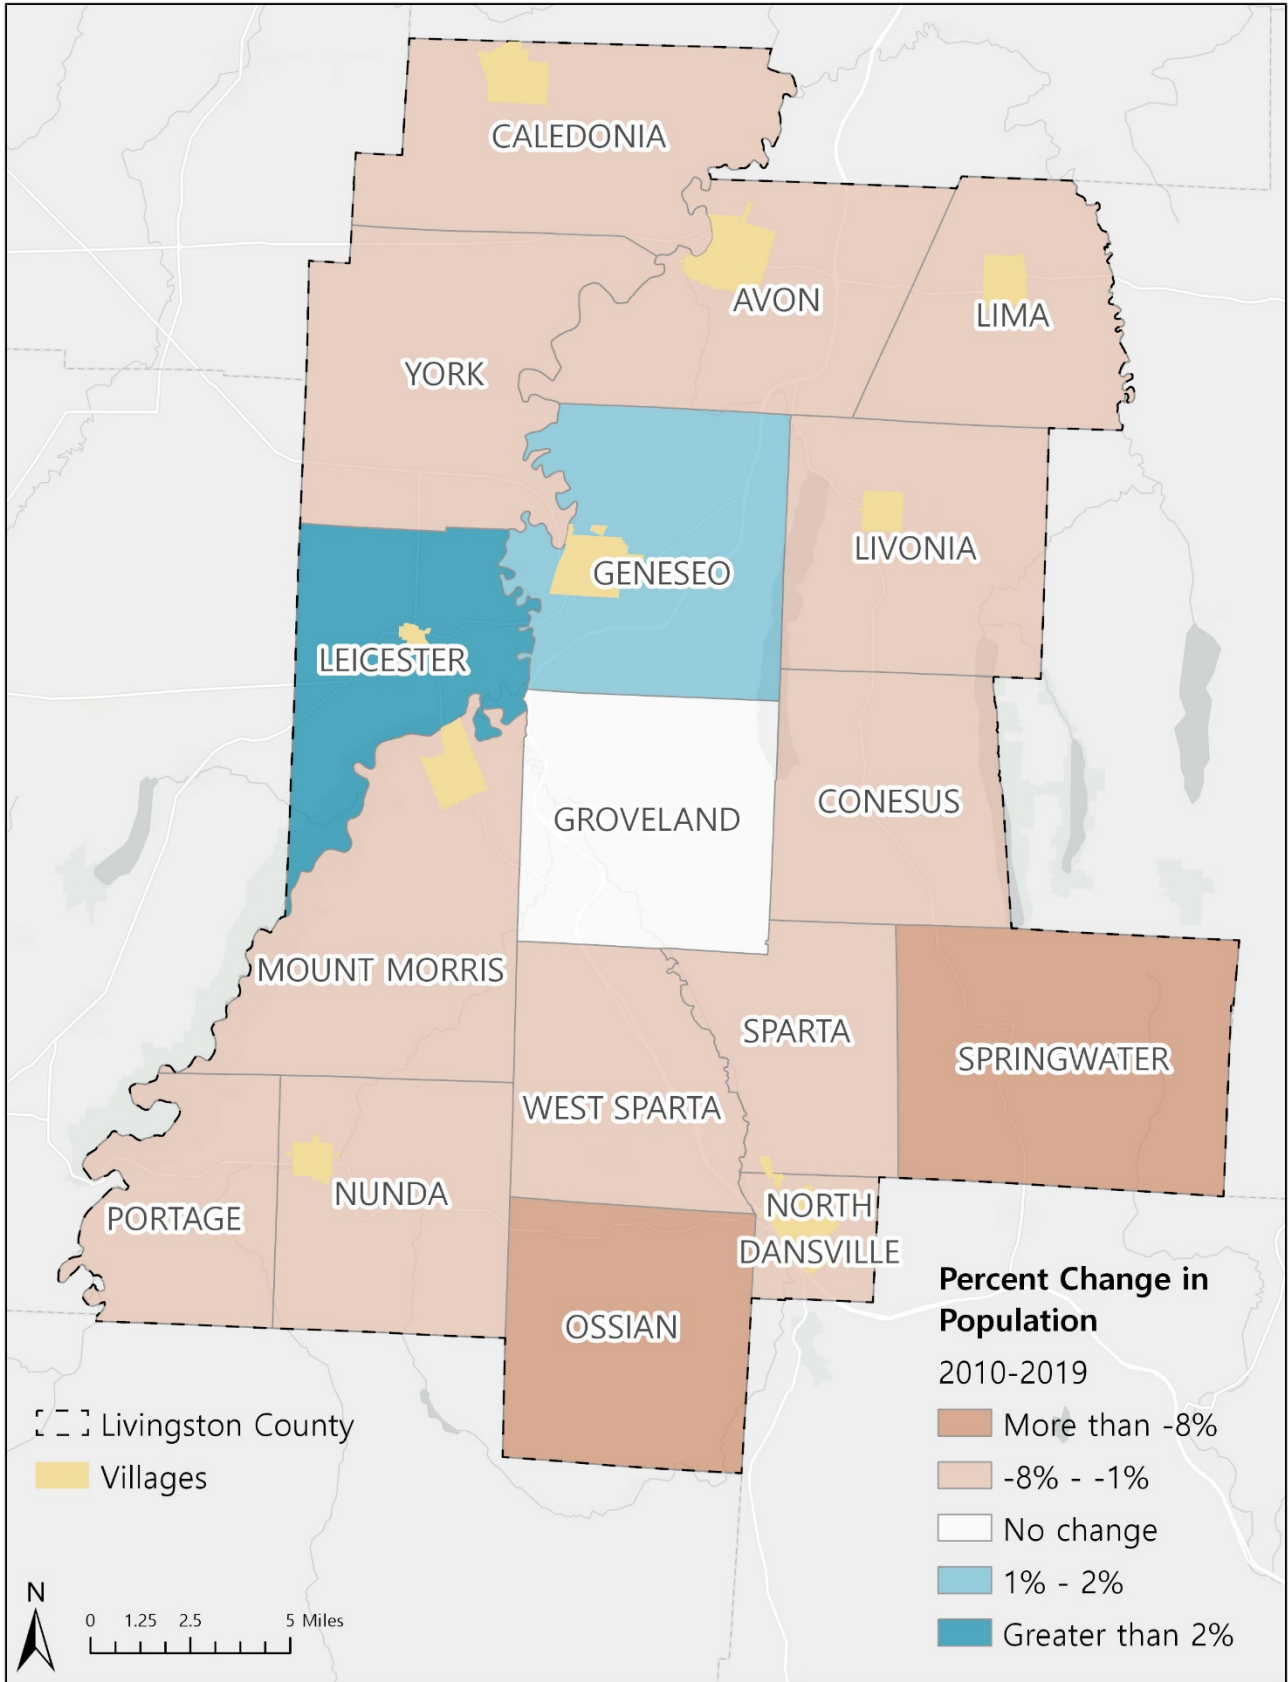 CALEDONIA
AVON
LIMA
YORK
LIVONIA
GENESEO
LEICESTER
CONESUS
GROVELAND
MOUNT MORRIS
SPARTA
SPRINGWATER
WEST SPARTA
NUNDA
PORTAGE
NORTH
DANSVILLE
OSSIAN
Percent Change in
Population
2010-2019
More than -8%
-8% - -1%
No change
1% - 2%
Greater than 2%
Livingston County
Villages
N
0 1.25 2.5 5 Miles